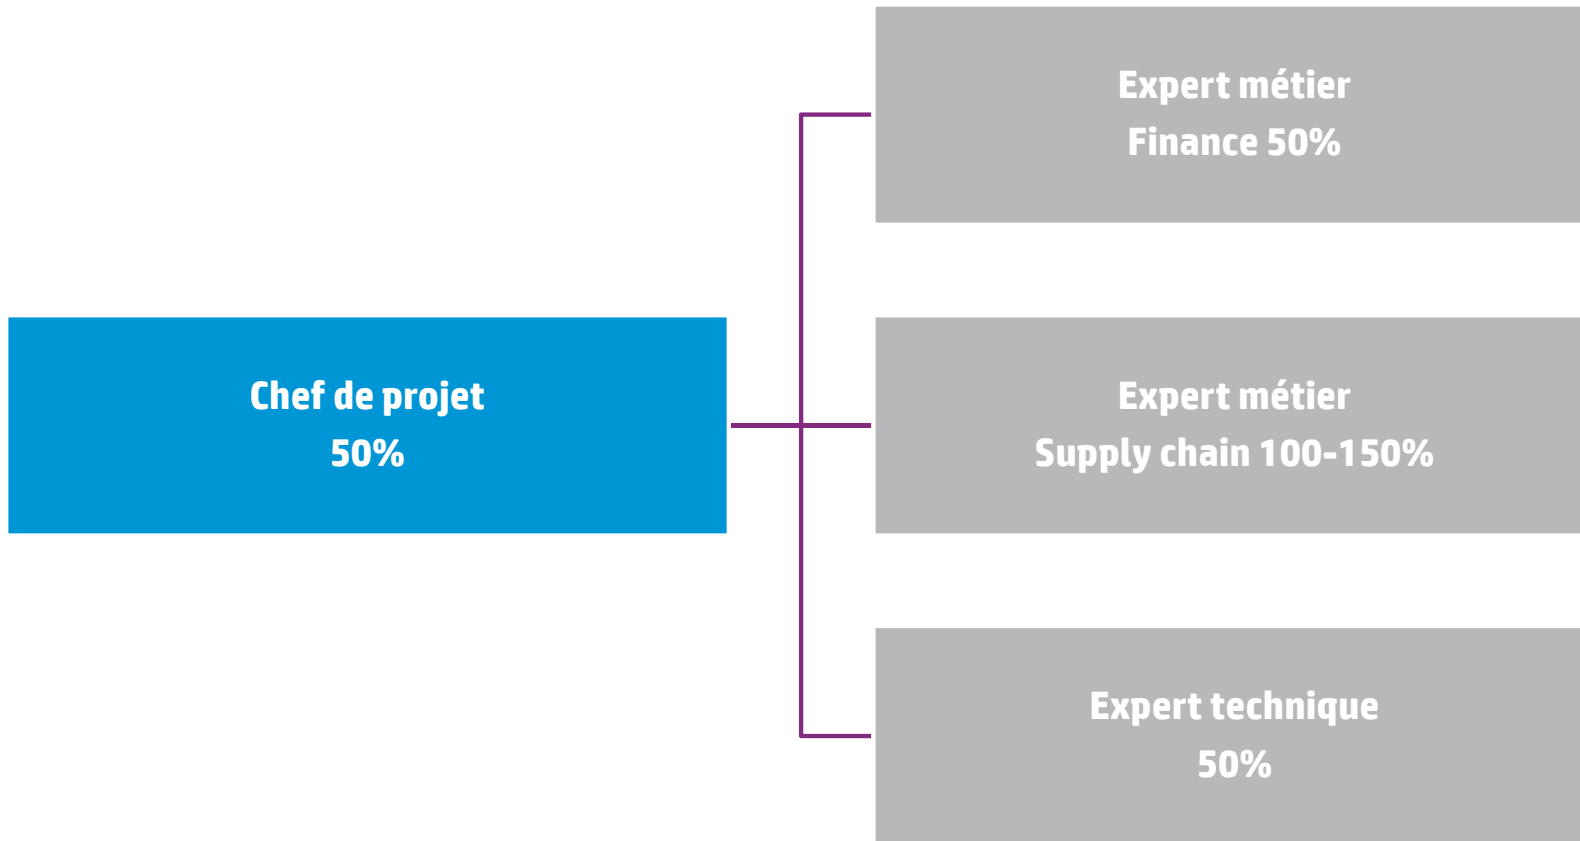 Expert métier
Finance 50%
Chef de projet
50%
Expert métier
Supply chain 100-150%
Expert technique
50%